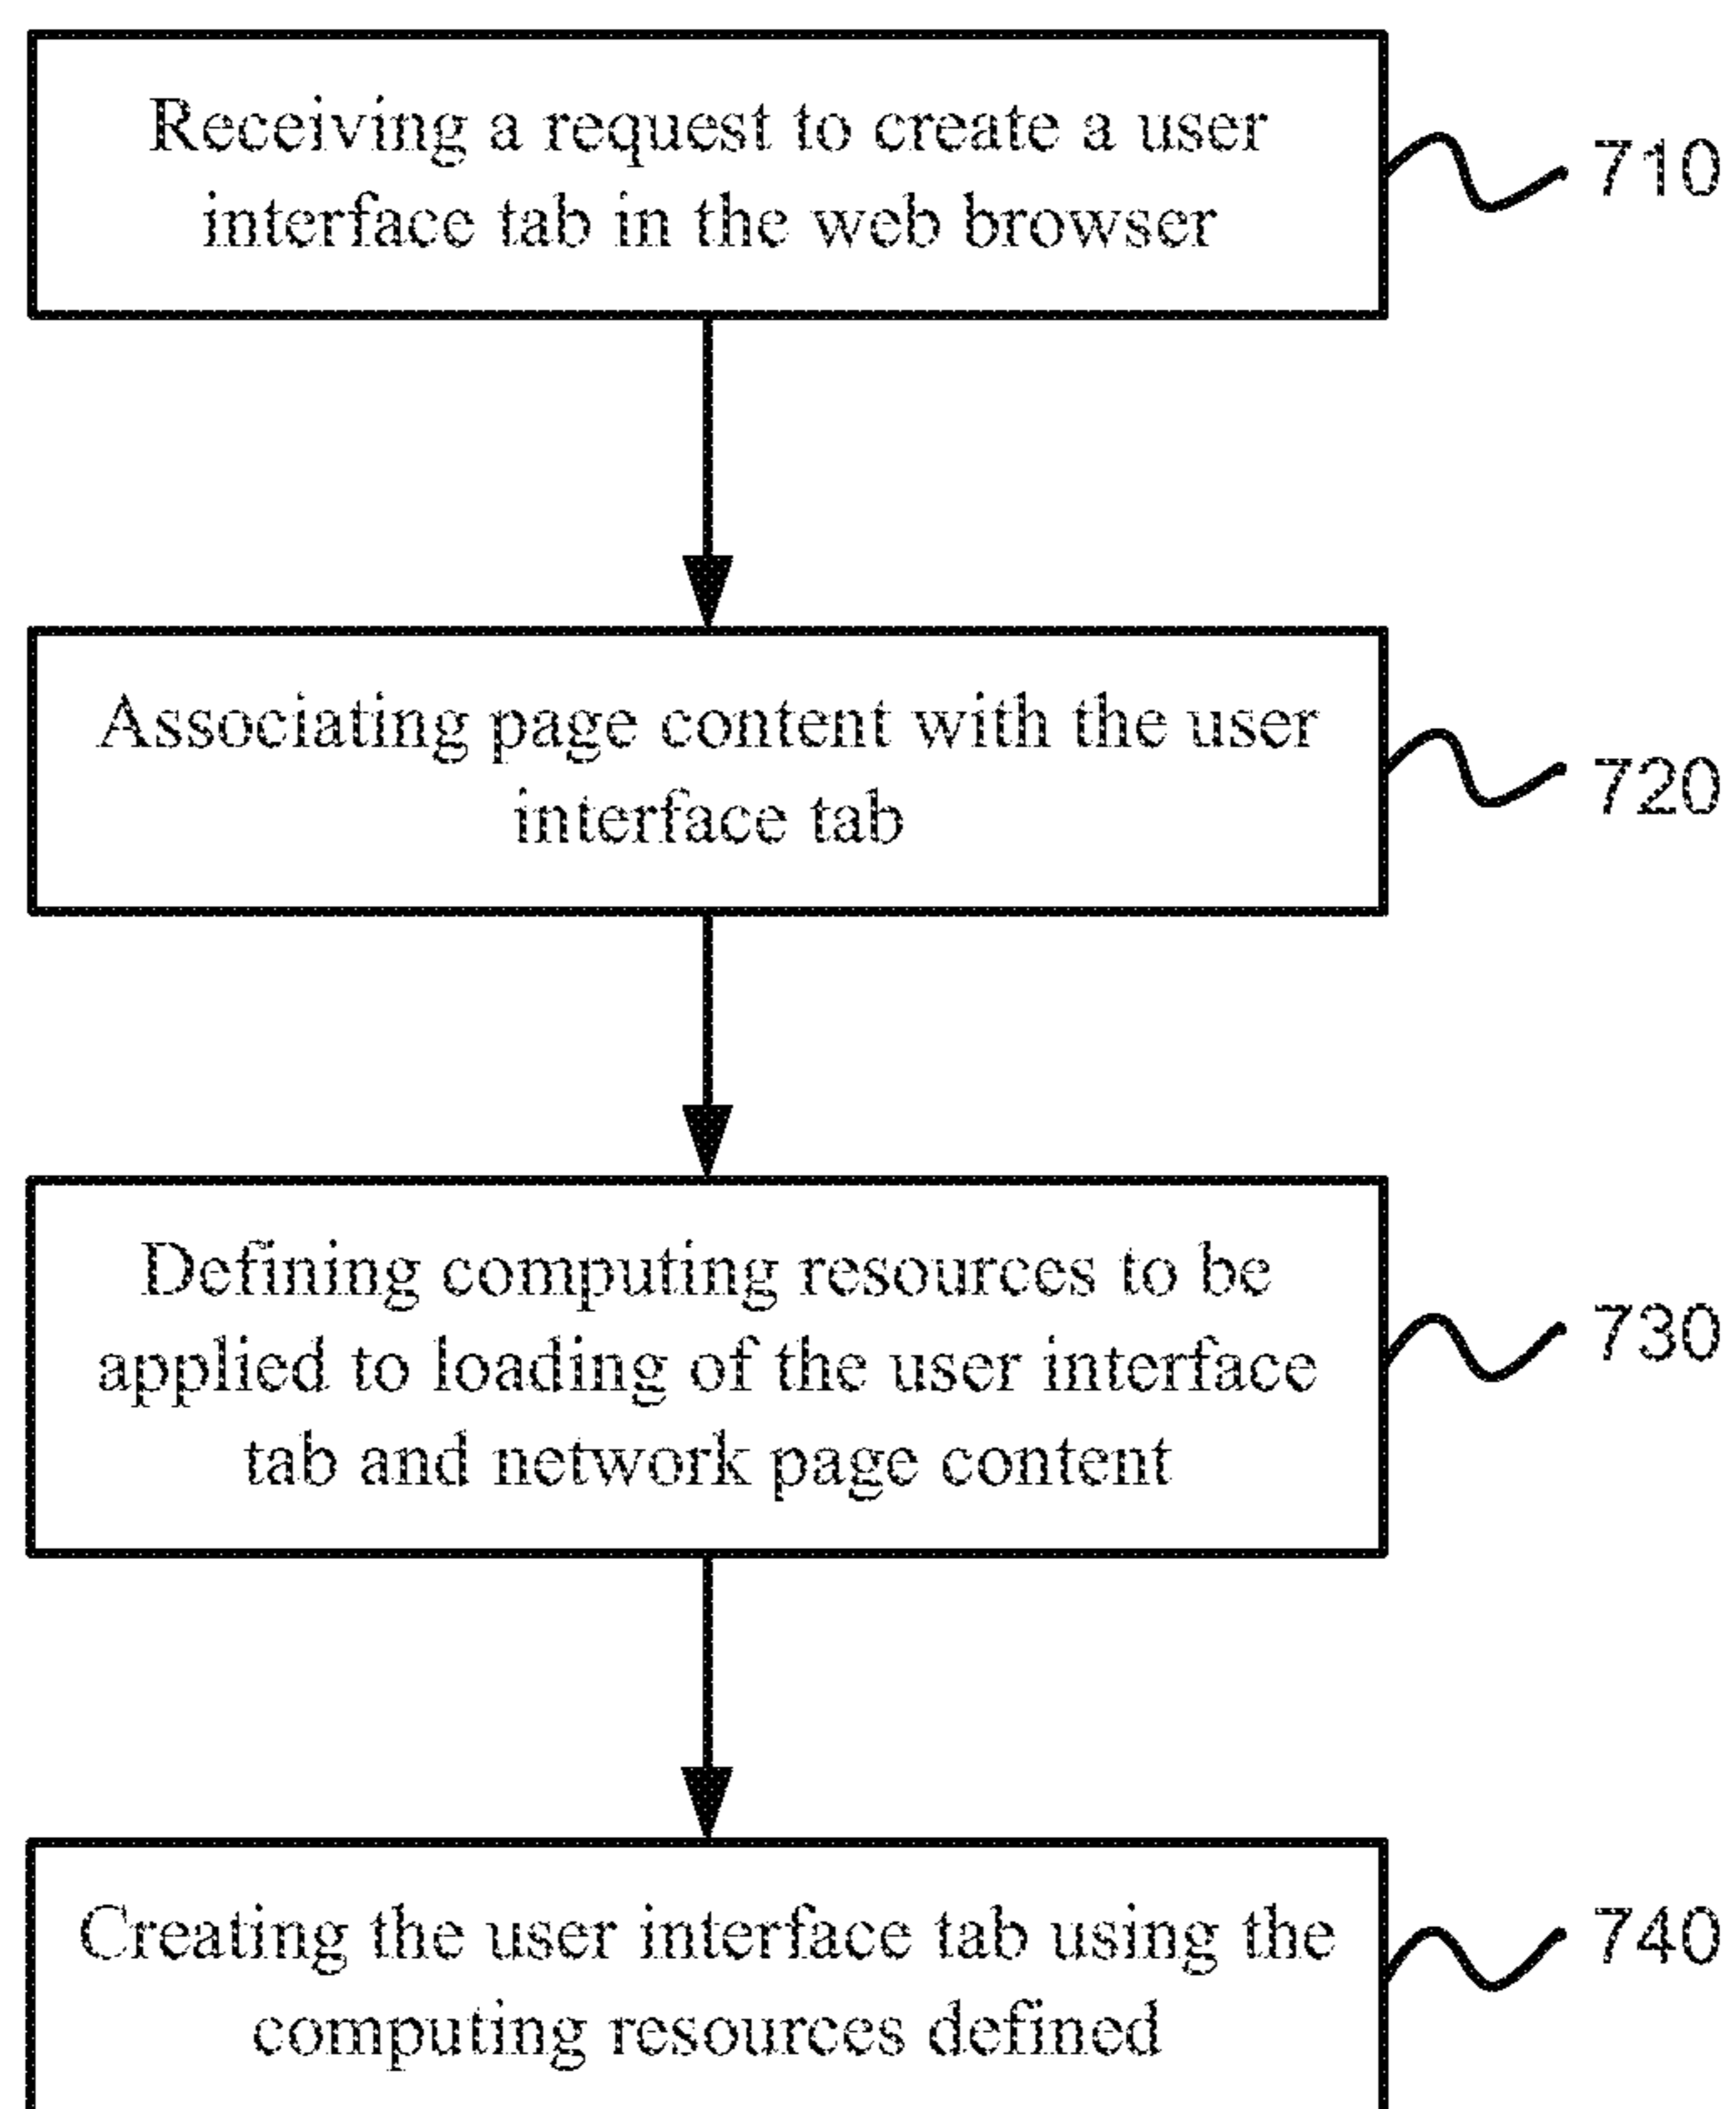 Receiving a request to create a user
interface tab in the web browser
710
Associating page content with the user
interface tab
720
Defining computing resources to be
applied to loading of the user interface
tab and network page content
730
Creating the user interface tab using the
computing resources defined
740